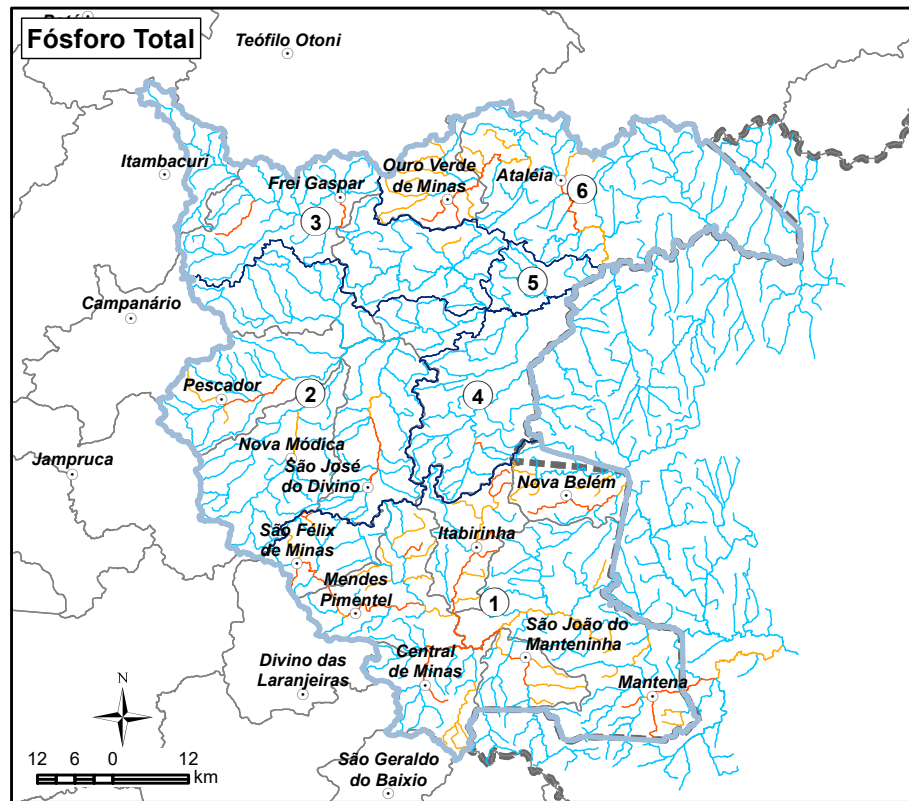 Fósforo Total
Teófilo Otoni
Itambacuri
Ouro Verde
de Minas
Ataléia
Frei Gaspar
6
3
5
Campanário
Pescador
2
4
Nova Módica
São José
do Divino
Jampruca
Nova Belém
São Félix
de Minas
Itabirinha
Mendes
Pimentel
1
São João do
Manteninha
Central
de Minas
Divino das
Laranjeiras
Mantena
N
São Geraldo
do Baixio
12 6 0 12
km